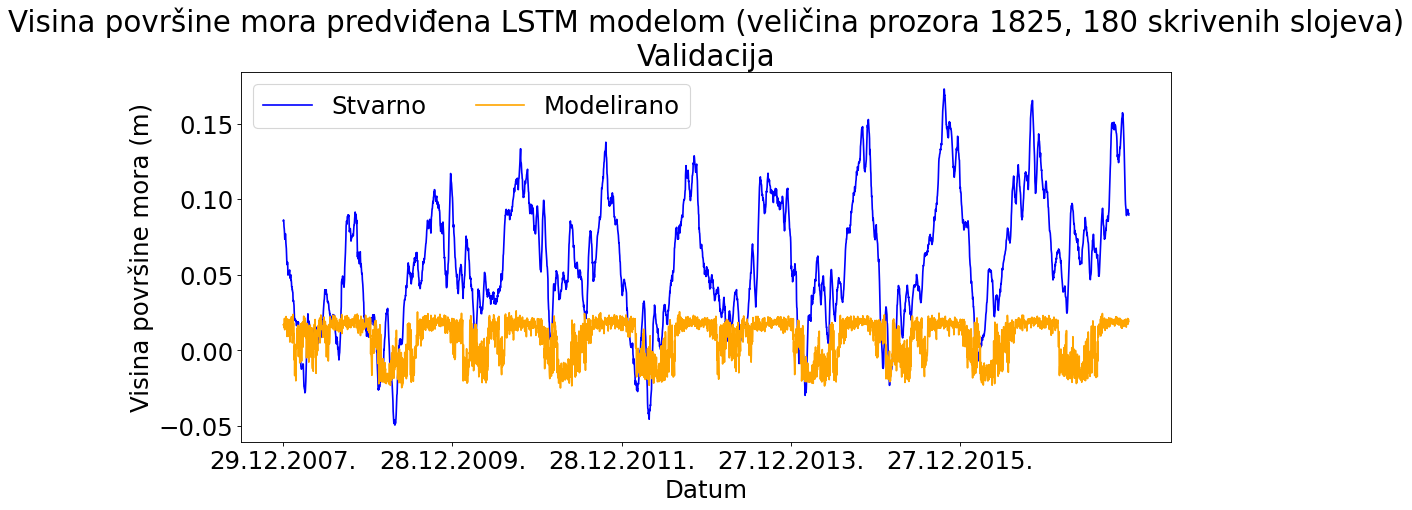 Visina površine mora predviđena LSTM modelom (veličina prozora 1825, 180 skrivenih slojeva)
Validacija
Stvarno Modelirano
Visina površine mora (m)
0.15
0.10
0.05
0.00
−0.05
29.12.2007. 28.12.2009. 28.12.2011. 27.12.2013. 27.12.2015.
Datum